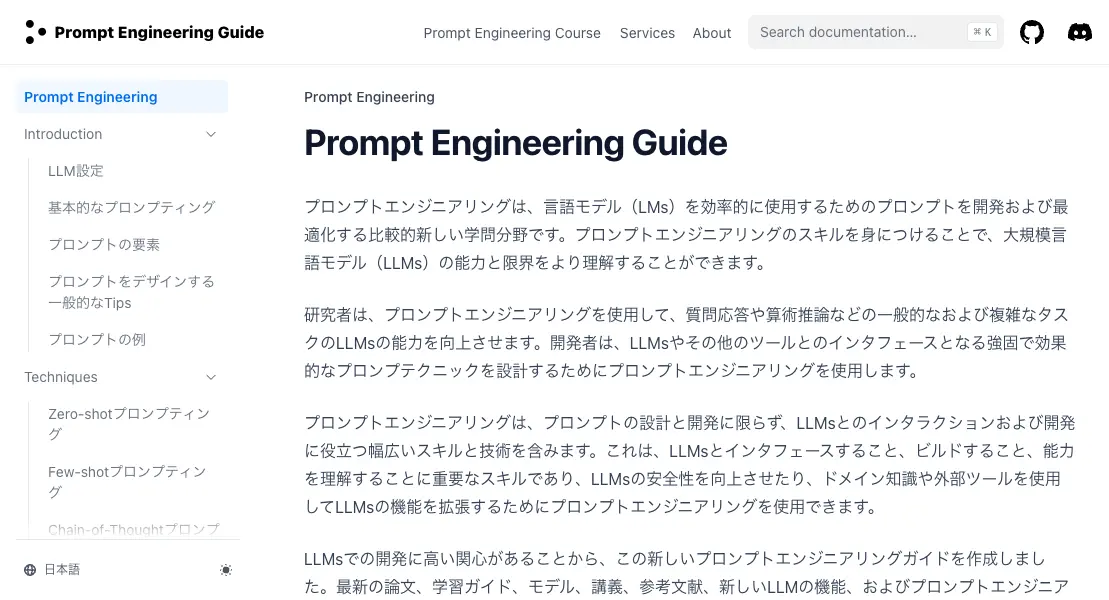 Prompt Engineering Guide
Prompt Engineering Course Services About Search documentation... ⌘ K
Prompt Engineering
Introduction
LLM設定
基本的なプロンプティング
プロンプトの要素
プロンプトをデザインする
一般的なTips
プロンプトの例
Techniques
Zero-shotプロンプティン
グ
Few-shotプロンプティン
グ
Chain-of-Thoughtプロンプ
日本語
Prompt Engineering
Prompt Engineering Guide
プロンプトエンジニアリングは、言語モデル（LMs）を効率的に使用するためのプロンプトを開発および最
適化する比較的新しい学問分野です。プロンプトエンジニアリングのスキルを身につけることで、大規模言
語モデル（LLMs）の能力と限界をより理解することができます。
研究者は、プロンプトエンジニアリングを使用して、質問応答や算術推論などの一般的なおよび複雑なタス
クのLLMsの能力を向上させます。開発者は、LLMsやその他のツールとのインタフェースとなる強固で効果
的なプロンプテクニックを設計するためにプロンプトエンジニアリングを使用します。
プロンプトエンジニアリングは、プロンプトの設計と開発に限らず、LLMsとのインタラクションおよび開発
に役立つ幅広いスキルと技術を含みます。これは、LLMsとインタフェースすること、ビルドすること、能力
を理解することに重要なスキルであり、LLMsの安全性を向上させたり、ドメイン知識や外部ツールを使用
してLLMsの機能を拡張するためにプロンプトエンジニアリングを使用できます。
LLMsでの開発に高い関心があることから、この新しいプロンプトエンジニアリングガイドを作成しまし
た。最新の論文、学習ガイド、モデル、講義、参考文献、新しいLLMの機能、およびプロンプトエンジニア